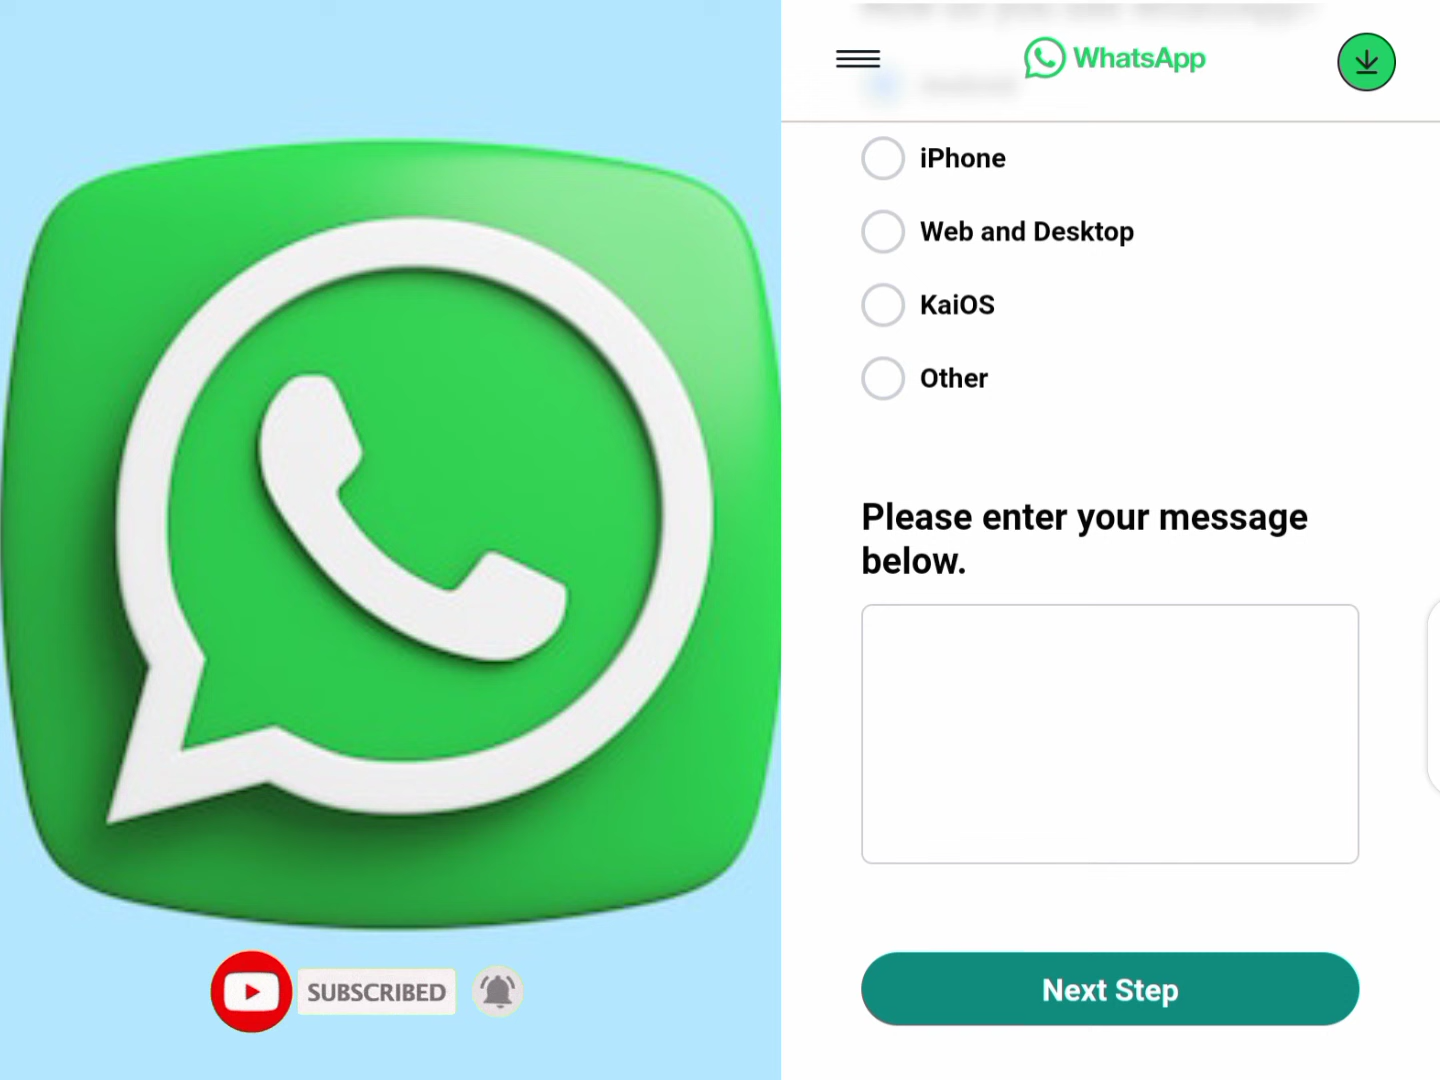 WhatsApp
iPhone
Web and Desktop
KaiOS
Other
Please enter your message
below.
Next Step
SUBSCRIBED